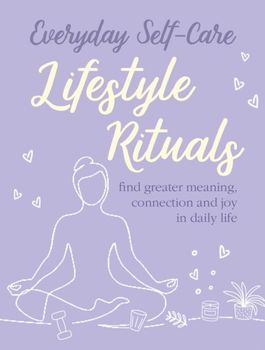 Everyday Self-Care
Lifestyle
Rituals
find greater meaning,
connection and joy
in daily life